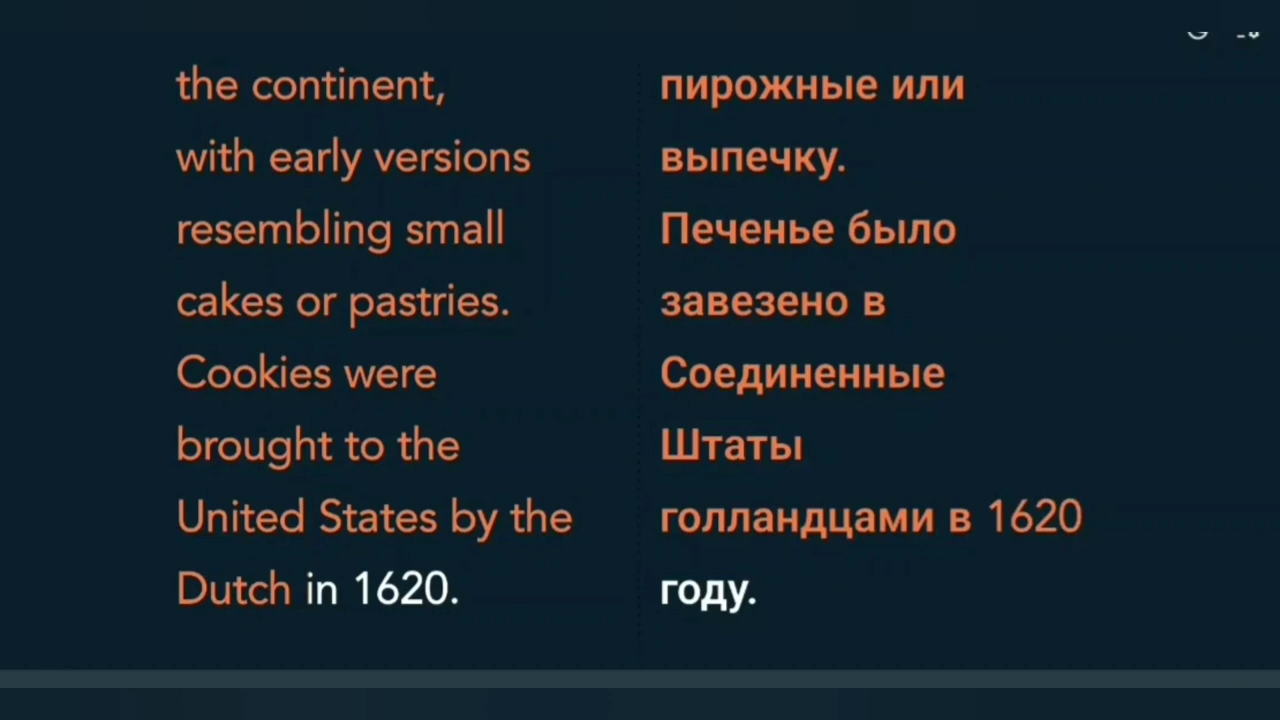 the continent,
with early versions
resembling small
cakes or pastries.
Cookies were
brought to the
United States by the
Dutch in 1620.
пирожные или
выпечку.
Печенье было
завезено в
Соединенные
Штаты
голландцами в 1620
году.